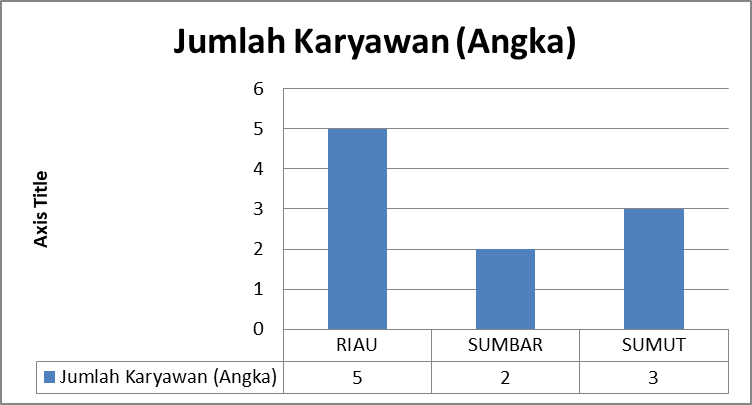 Jumlah Karyawan (Angka)
6
5
4
3
2
1
0
Axis Title
RIAU SUMBAR SUMUT
Jumlah Karyawan (Angka) 5 2 3